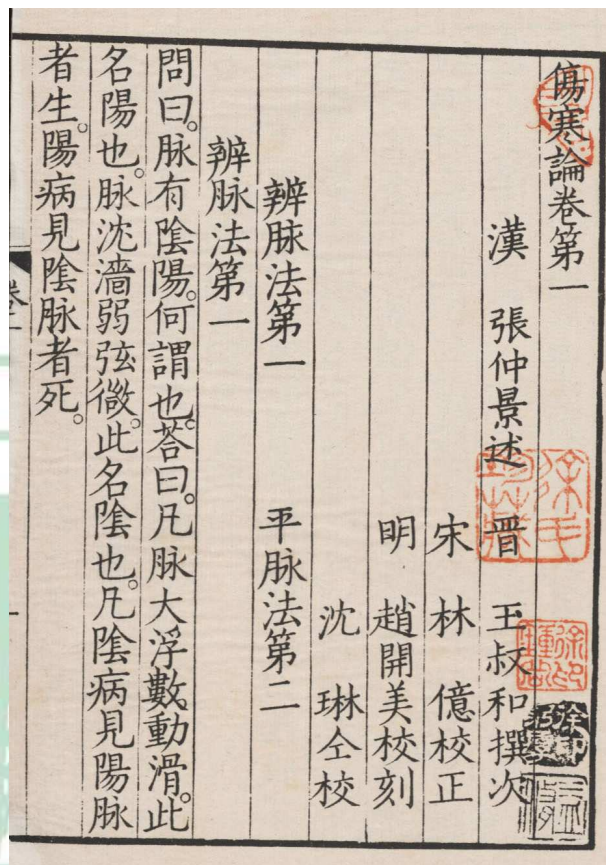 傷寒論卷第一
漢 張仲景述 晉 王叔和撰次
宋 林 億校正
明 趙開美校刻
沈 琳仝校
辨脉法第一 平脉法第二
辨脉法第一
問曰。脉有陰陽。何謂也。荅曰。凡脉大浮數。動滑。此
名陽也。脉沈濇弱弦微。此名陰也。凡陰病見陽脉
者生。陽病見陰脉者死。